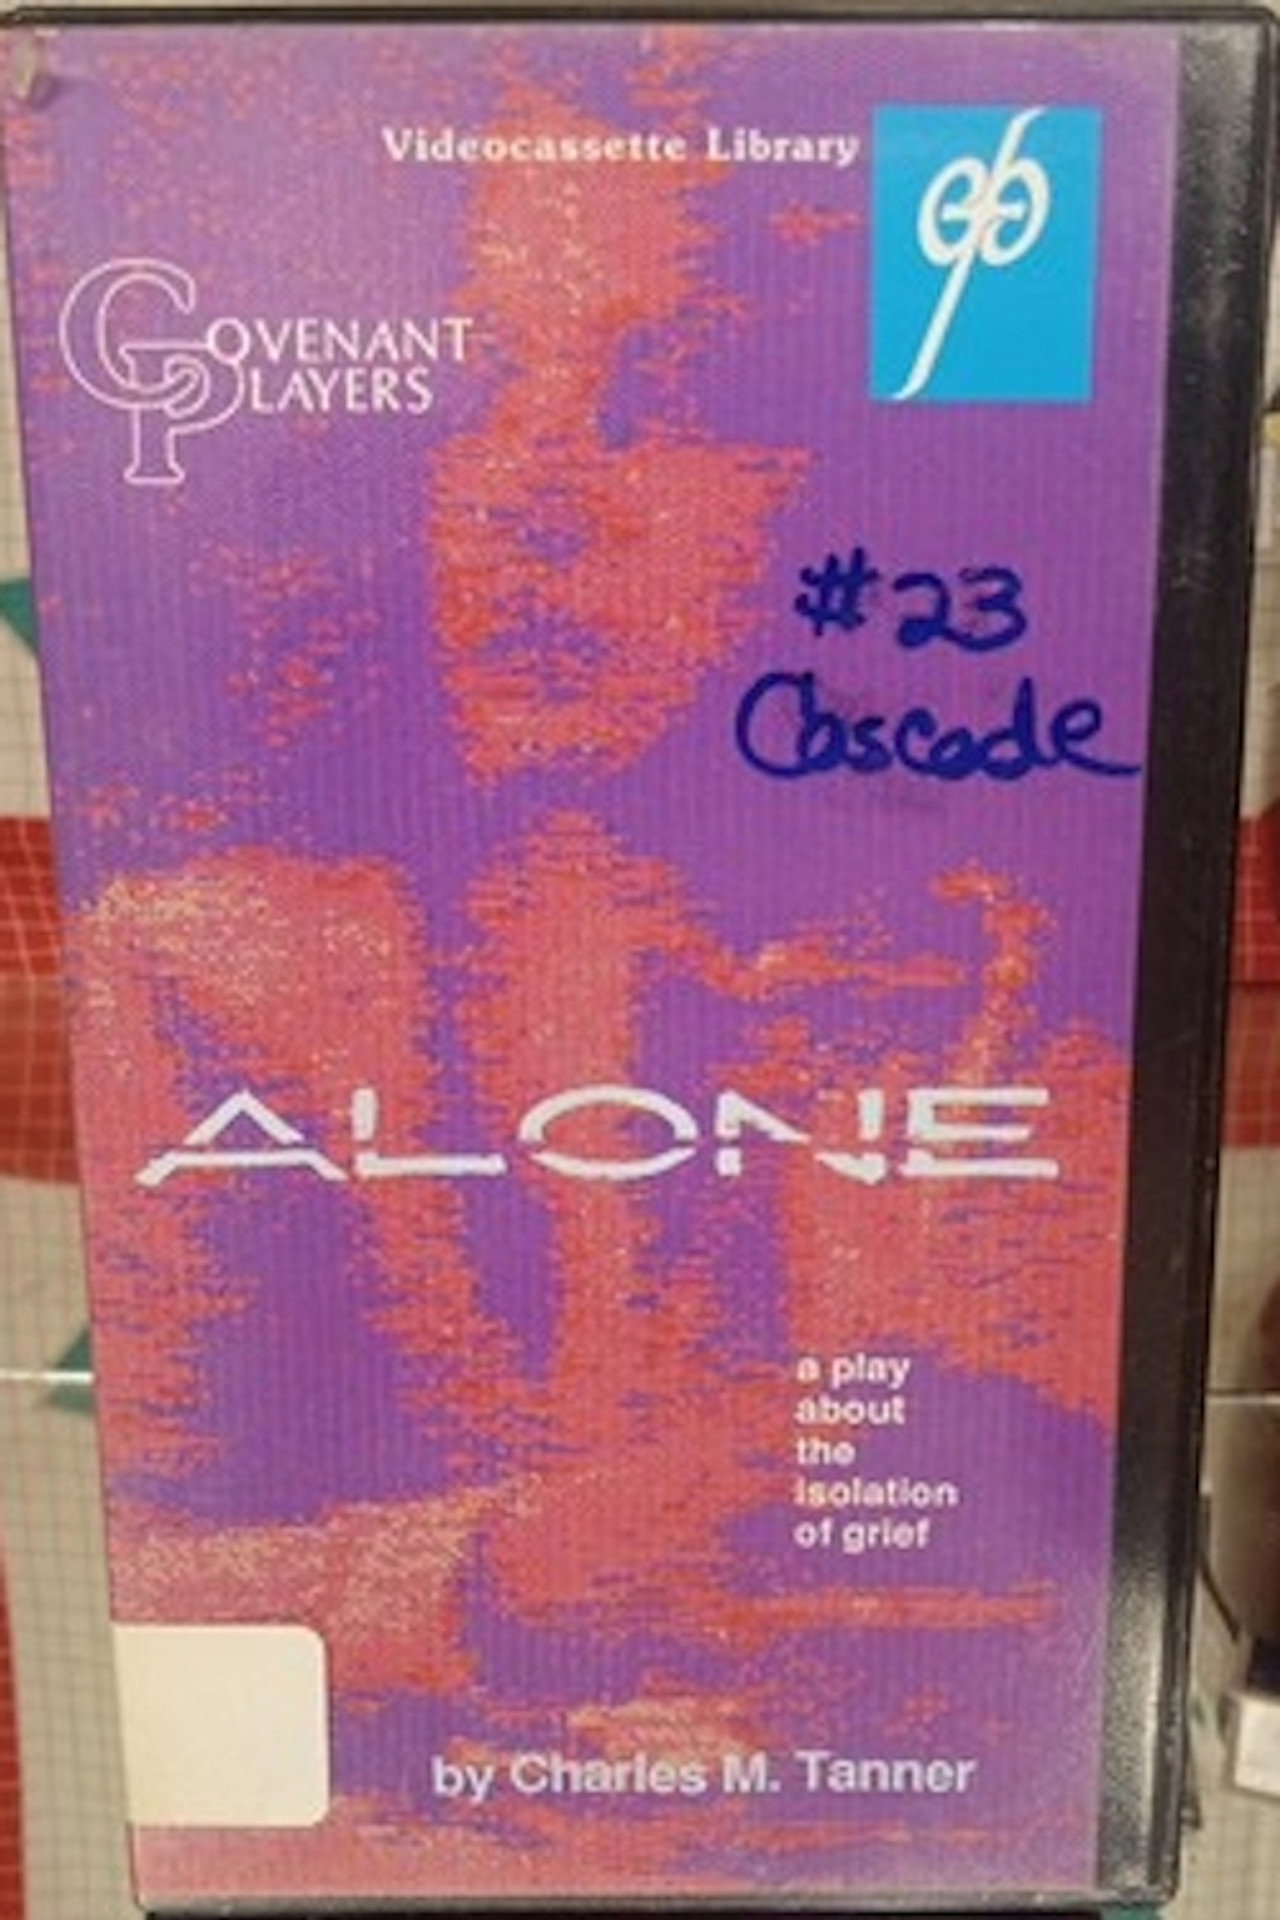 Videocassette Library
COVENANT
PLAYERS
#23
Cascade
ALONE
a play
about
the
isolation
of grief
by Charles M. Tanner